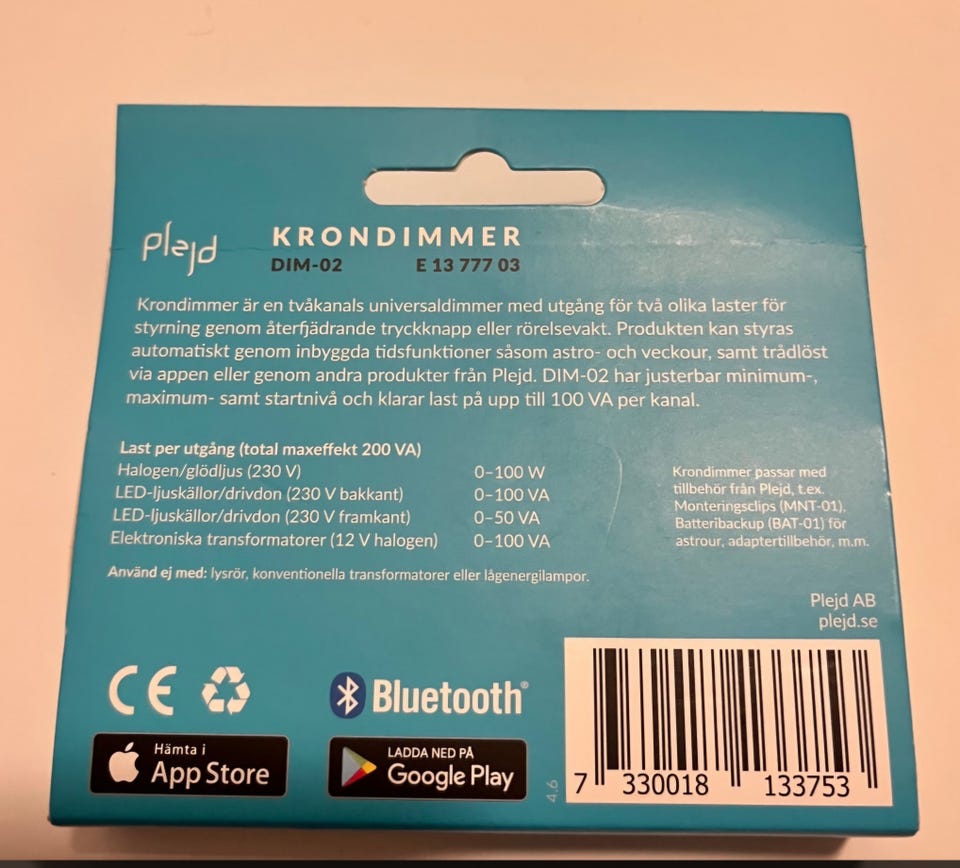 plejd
KRONDIMMER
DIM-02 E 13 777 03
Krondimmer är en tvåkanals universaldimmer med utgång för två olika laster för
styrning genom återfjädrande tryckknapp eller rörelsevakt. Produkten kan styras
automatiskt genom inbyggda tidsfunktioner såsom astro- och veckour, samt trådlöst
via appen eller genom andra produkter från Plejd. DIM-02 har justerbar minimum-,
maximum- samt startnivå och klarar last på upp till 100 VA per kanal.
Last per utgång (total maxeffekt 200 VA)
Halogen/glödljus (230 V) 0–100 W
LED-ljuskällor/drivdon (230 V bakkant) 0–100 VA
LED-ljuskällor/drivdon (230 V framkant) 0–50 VA
Elektroniska transformatorer (12 V halogen) 0–100 VA
Använd ej med: lysrör, konventionella transformatorer eller lågenergilampor.
Krondimmer passar med
tillbehör från Plejd, t.ex.
Monteringsclips (MNT-01),
Batteribackup (BAT-01) för
astrour, adaptertillbehör, m.m.
Plejd AB
plejd.se
CE
Bluetooth®
Hämta i
App Store
LADDA NED PÅ
Google Play
4.6
7 330018 133753